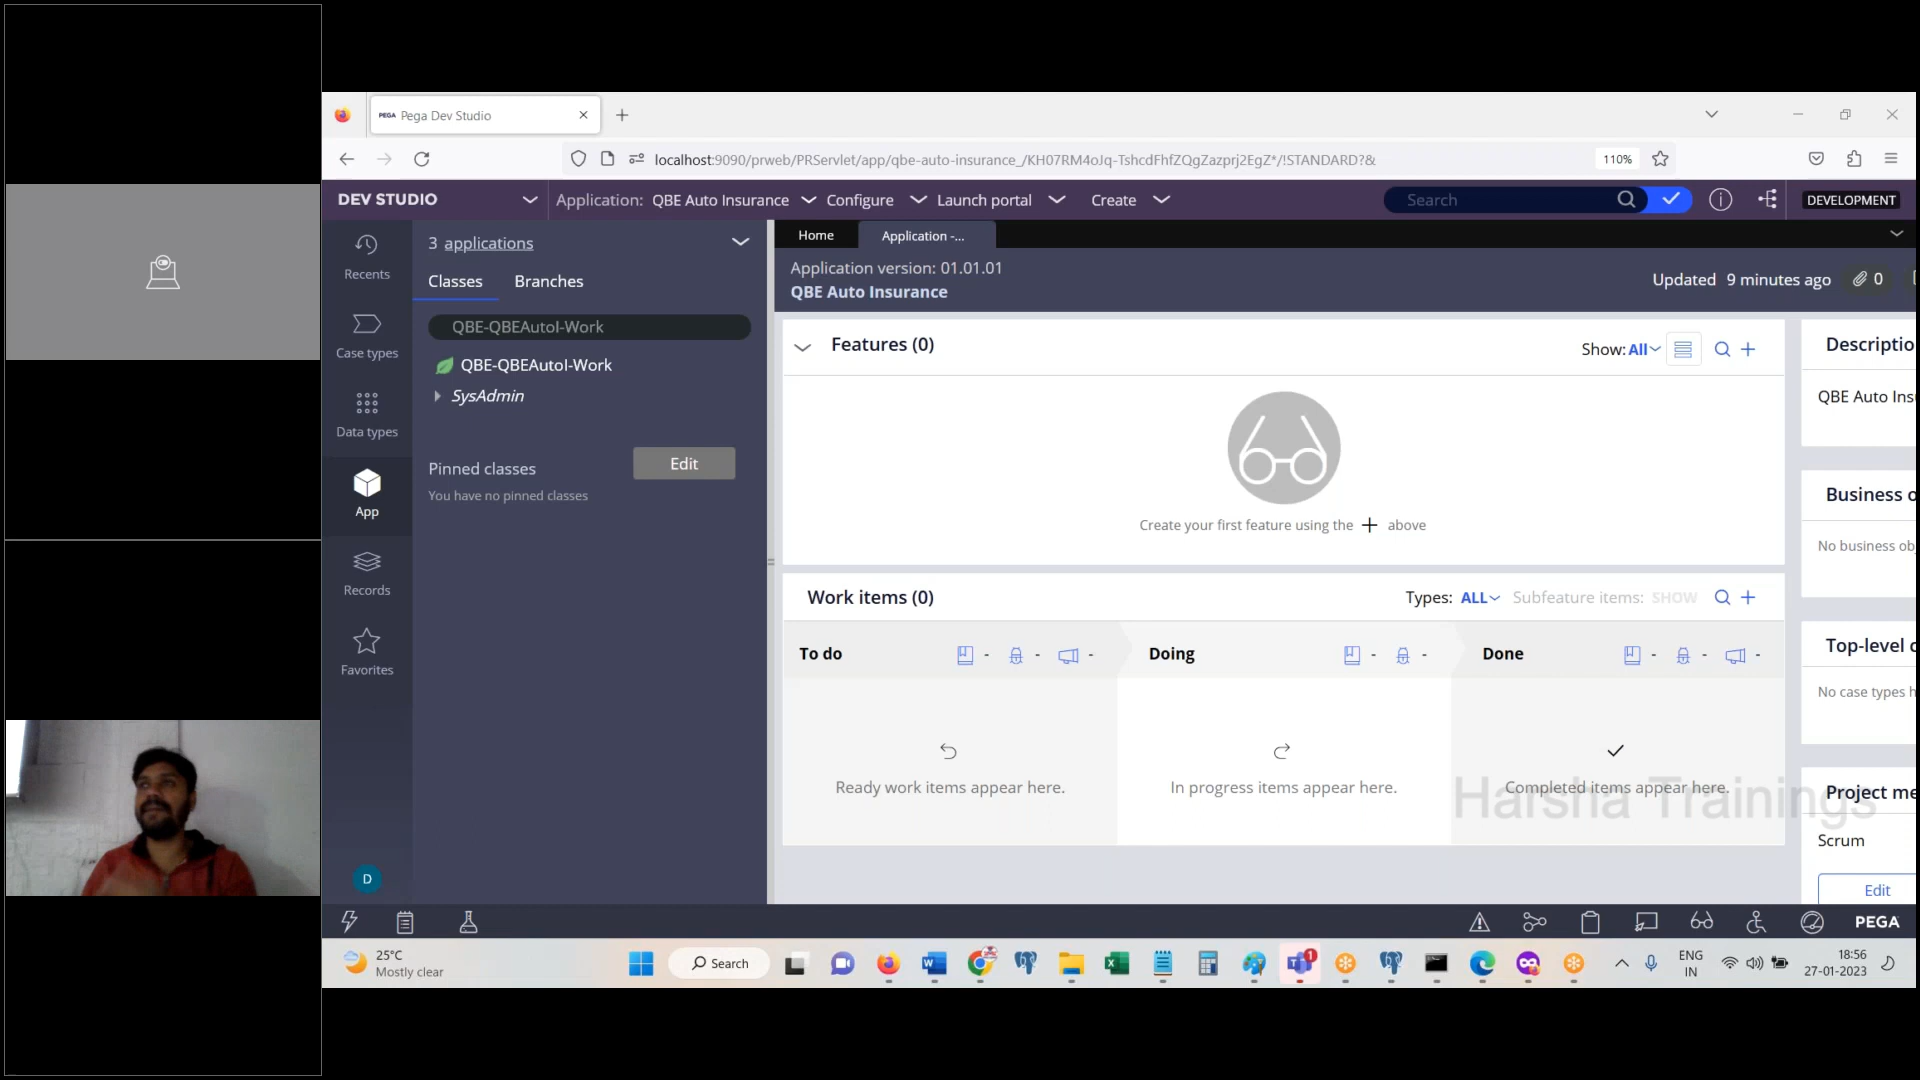 PEGA Pega Dev Studio
localhost:9090/prweb/PRServlet/app/qbe-auto-insurance_/KH07RM4oJq-TshcdFhfZQgZazprj2EgZ*/!STANDARD?&
110%
DEV STUDIO
Application: QBE Auto Insurance
Configure
Launch portal
Create
Search
DEVELOPMENT
Recents
Case types
Data types
App
Records
Favorites
D
3 applications
Classes
Branches
QBE-QBEAutoI-Work
QBE-QBEAutoI-Work
SysAdmin
Pinned classes
Edit
You have no pinned classes
Home
Application -...
Application version: 01.01.01
QBE Auto Insurance
Updated 9 minutes ago
0
Features (0)
Show: All
Create your first feature using the + above
Work items (0)
Types: ALL
Subfeature items: SHOW
To do
- - -
Doing
- -
Done
- - -
Ready work items appear here.
In progress items appear here.
Completed items appear here.
Harsha Trainings
Descriptio
QBE Auto Ins
Business o
No business ob
Top-level c
No case types h
Project me
Scrum
Edit
PEGA
25°C
Mostly clear
Search
1
ENG
IN
18:56
27-01-2023